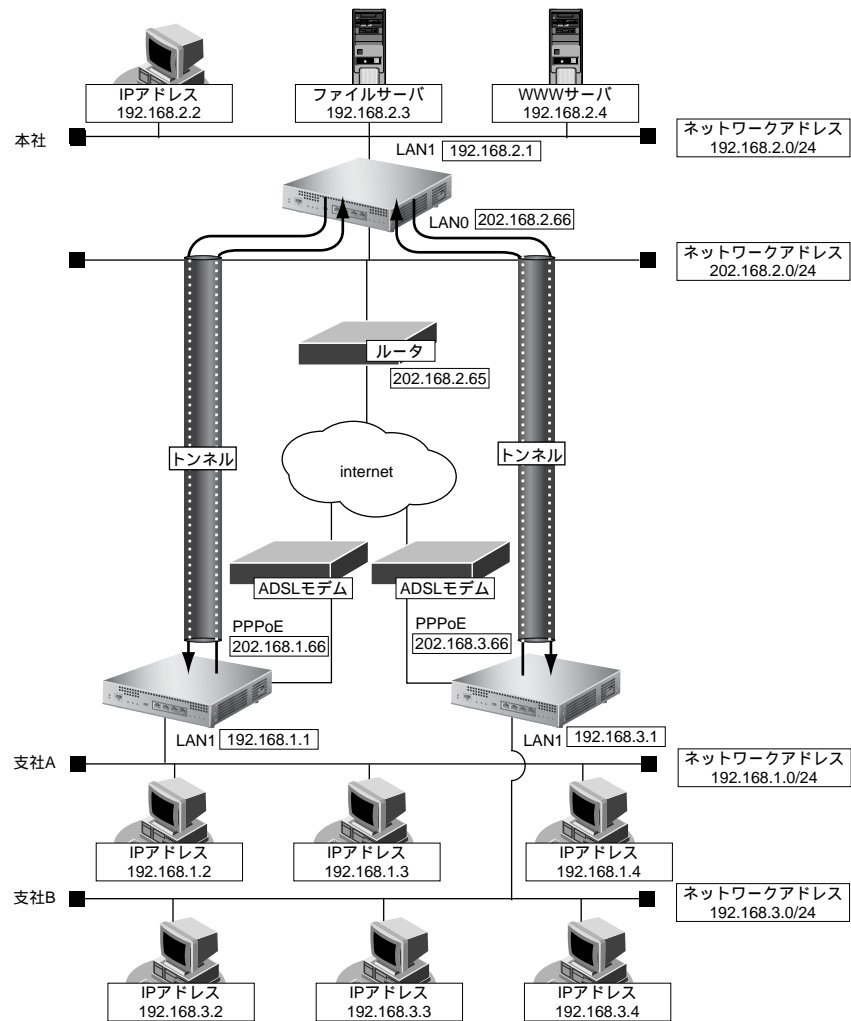 IPアドレス
192.168.2.2
ファイルサーバ
192.168.2.3
WWWサーバ
192.168.2.4
本社
ネットワークアドレス
192.168.2.0/24
LAN1 192.168.2.1
LAN0 202.168.2.66
ネットワークアドレス
202.168.2.0/24
ルータ
202.168.2.65
トンネル
internet
トンネル
ADSLモデム
ADSLモデム
PPPoE
202.168.1.66
PPPoE
202.168.3.66
LAN1 192.168.1.1
LAN1 192.168.3.1
支社A
ネットワークアドレス
192.168.1.0/24
IPアドレス
192.168.1.2
IPアドレス
192.168.1.3
IPアドレス
192.168.1.4
支社B
ネットワークアドレス
192.168.3.0/24
IPアドレス
192.168.3.2
IPアドレス
192.168.3.3
IPアドレス
192.168.3.4